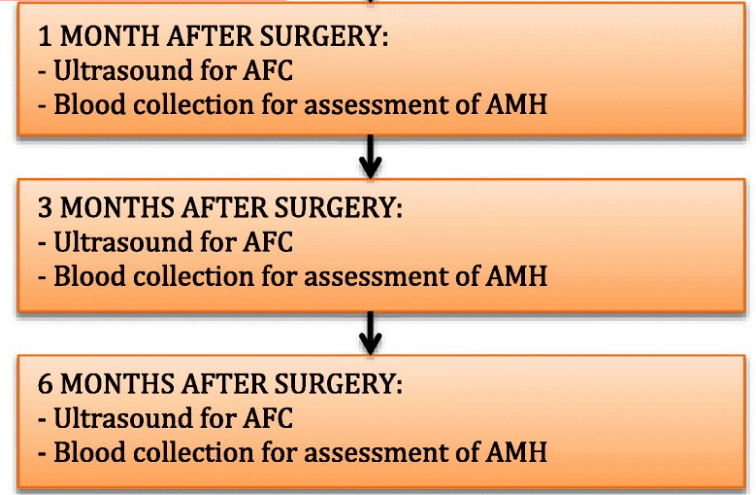 1 MONTH AFTER SURGERY:
- Ultrasound for AFC
- Blood collection for assessment of AMH
3 MONTHS AFTER SURGERY:
- Ultrasound for AFC
- Blood collection for assessment of AMH
6 MONTHS AFTER SURGERY:
- Ultrasound for AFC
- Blood collection for assessment of AMH